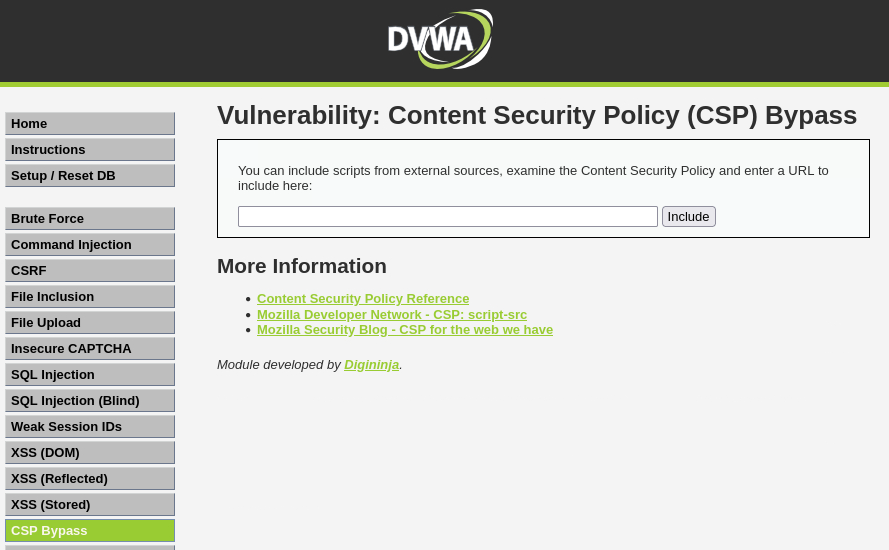 DVWA
Home
Instructions
Setup / Reset DB
Brute Force
Command Injection
CSRF
File Inclusion
File Upload
Insecure CAPTCHA
SQL Injection
SQL Injection (Blind)
Weak Session IDs
XSS (DOM)
XSS (Reflected)
XSS (Stored)
CSP Bypass
Vulnerability: Content Security Policy (CSP) Bypass
You can include scripts from external sources, examine the Content Security Policy and enter a URL to
include here:
Include
More Information
Content Security Policy Reference
Mozilla Developer Network - CSP: script-src
Mozilla Security Blog - CSP for the web we have
Module developed by Digininja.